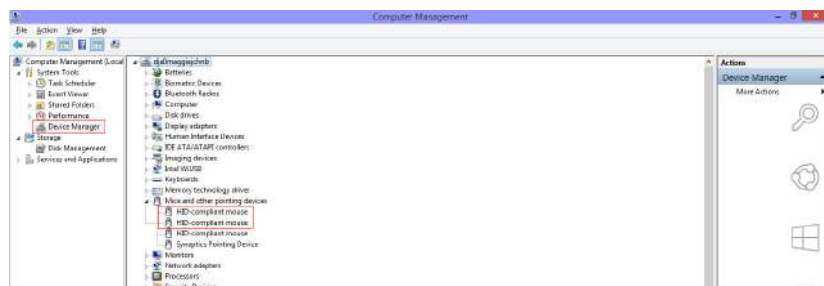 Computer Management
File Action View Help
Computer Management (Local
System Tools
Task Scheduler
Event Viewer
Shared Folders
Performance
Device Manager
Storage
Disk Management
Services and Applications
Batteries
Biometric Devices
Bluetooth Radios
Computer
Disk drives
Display adapters
Human Interface Devices
IDE ATA/ATAPI controllers
Imaging devices
Intel WiUSB
Keyboards
Memory technology driver
Mice and other pointing devices
HID-compliant mouse
HID-compliant mouse
HID-compliant mouse
Synaptics Pointing Device
Monitors
Network adapters
Processors
Actions
Device Manager
More Actions